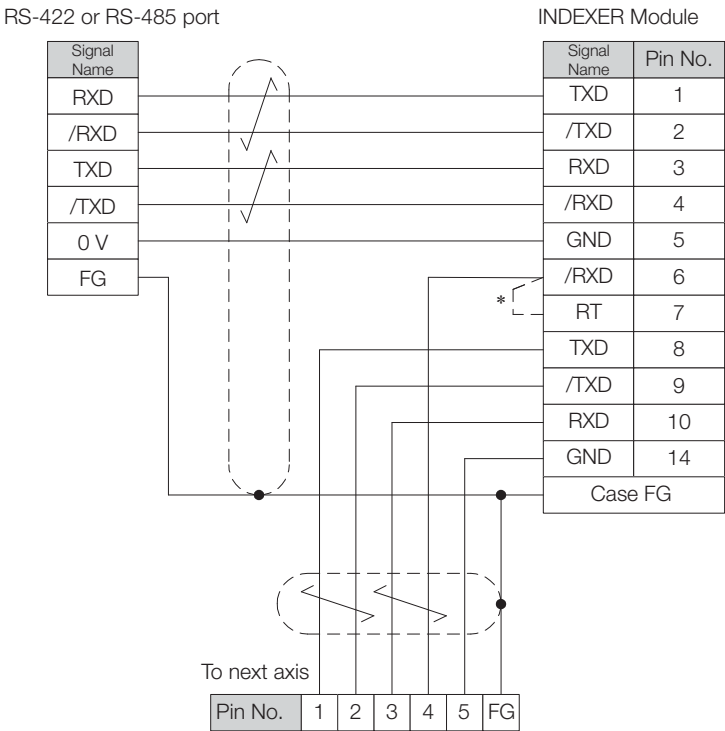 RS-422 or RS-485 port
INDEXER Module
Signal
Name
RXD
/RXD
TXD
/TXD
0 V
FG
Signal
Name
Pin No.
TXD 1
/TXD 2
RXD 3
/RXD 4
GND 5
/RXD 6
*
RT 7
TXD 8
/TXD 9
RXD 10
GND 14
Case FG
To next axis
Pin No. 1 2 3 4 5 FG